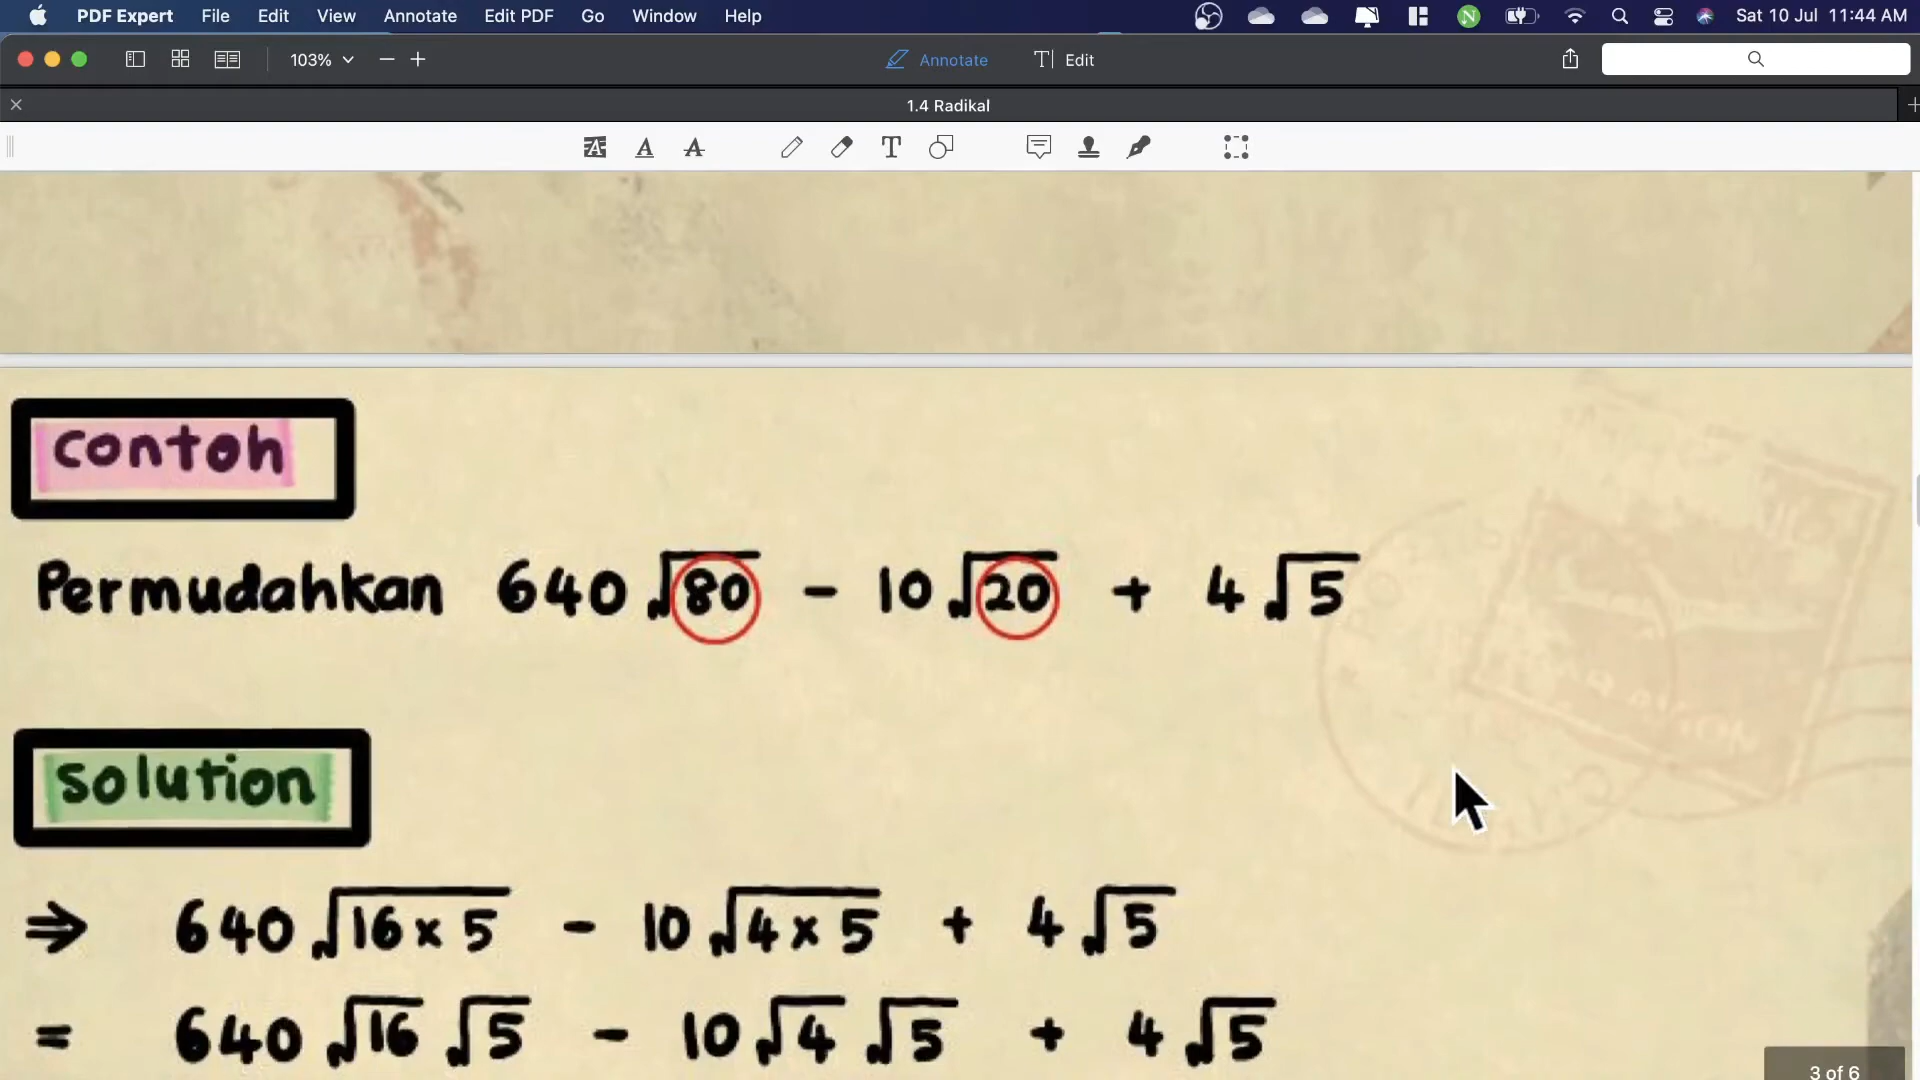 PDF Expert File Edit View Annotate Edit PDF Go Window Help N Sat 10 Jul 11:44 AM
103% Annotate T Edit
1.4 Radikal
A A A T
contoh
Permudahkan 640 √80 - 10 √20 + 4 √5
solution
⇒ 640 √16 x 5 - 10 √4 x 5 + 4 √5
= 640 √16 √5 - 10 √4 √5 + 4 √5
3 of 6